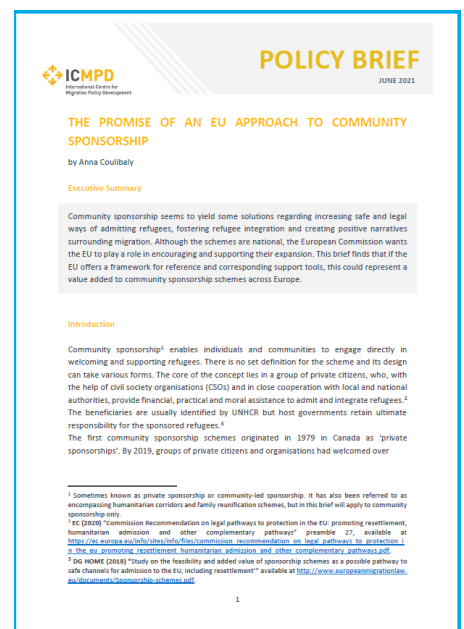 ICMPD
International Centre for
Migration Policy Development
POLICY BRIEF
JUNE 2021
THE PROMISE OF AN EU APPROACH TO COMMUNITY
SPONSORSHIP
by Anna Coulibaly
Executive Summary
Community sponsorship seems to yield some solutions regarding increasing safe and legal
ways of admitting refugees, fostering refugee integration and creating positive narratives
surrounding migration. Although the schemes are national, the European Commission wants
the EU to play a role in encouraging and supporting their expansion. This brief finds that if the
EU offers a framework for reference and corresponding support tools, this could represent a
value added to community sponsorship schemes across Europe.
Introduction
Community sponsorship¹ enables individuals and communities to engage directly in
welcoming and supporting refugees. There is no set definition for the scheme and its design
can take various forms. The core of the concept lies in a group of private citizens, who, with
the help of civil society organisations (CSOs) and in close cooperation with local and national
authorities, provide financial, practical and moral assistance to admit and integrate refugees.²
The beneficiaries are usually identified by UNHCR but host governments retain ultimate
responsibility for the sponsored refugees.³
The first community sponsorship schemes originated in 1979 in Canada as ‘private
sponsorships’. By 2019, groups of private citizens and organisations had welcomed over
¹ Sometimes known as private sponsorship or community-led sponsorship. It has also been referred to as
encompassing humanitarian corridors and family reunification schemes, but in this brief will apply to community
sponsorship only.
² EC (2020) “Commission Recommendation on legal pathways to protection in the EU: promoting resettlement,
humanitarian admission and other complementary pathways” preamble 27, available at
https://ec.europa.eu/info/sites/info/files/commission_recommendation_on_legal_pathways_to_protection_i
n_the_eu_promoting_resettlement_humanitarian_admission_and_other_complementary_pathways.pdf.
³ DG HOME (2018) “Study on the feasibility and added value of sponsorship schemes as a possible pathway to
safe channels for admission to the EU, including resettlement’” available at http://www.europeanmigrationlaw.
eu/documents/Sponsorship-schemes.pdf.
1